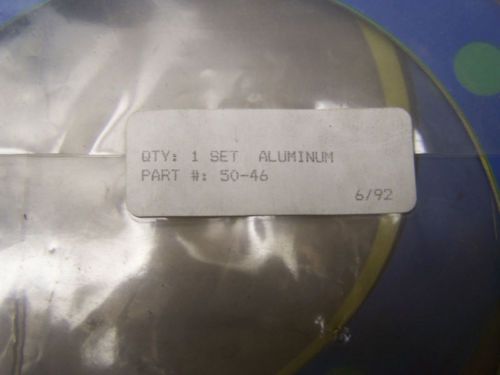 QTY: 1 SET ALUMINUM
PART #: 50-46
6/92